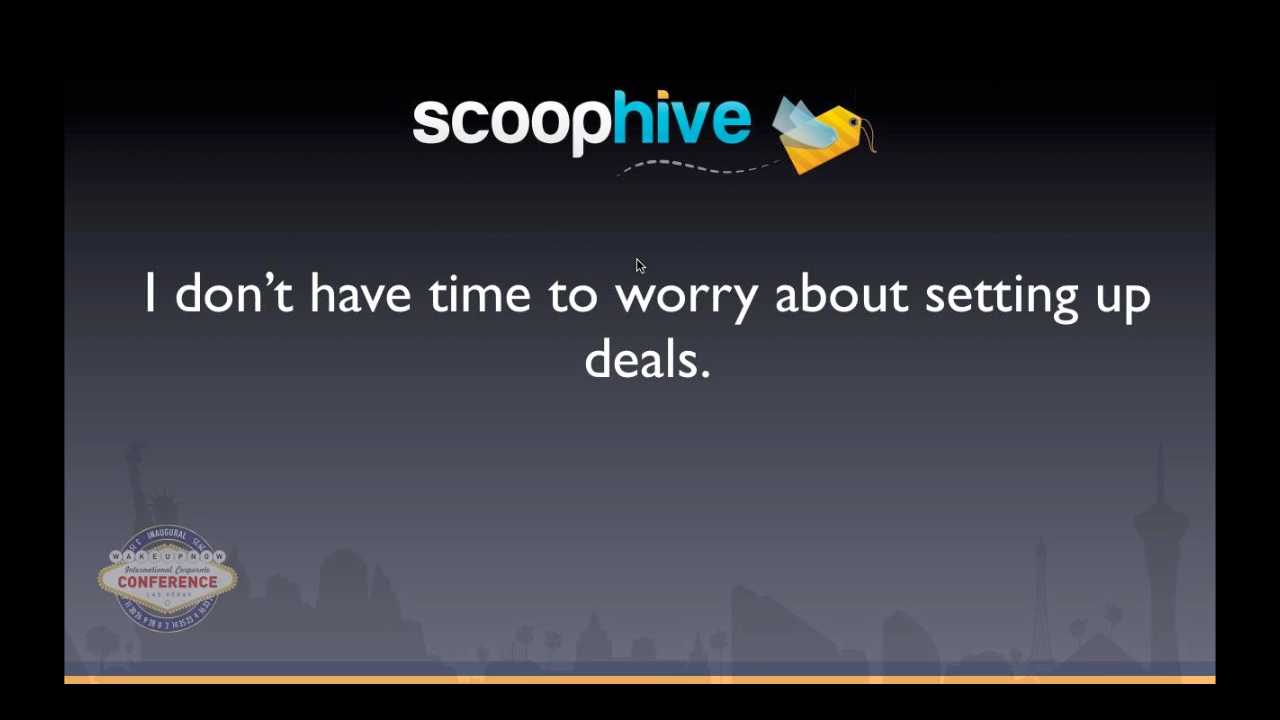 scoophive
I don't have time to worry about setting up
deals.
INAUGURAL
WAKEUPNOW
International Corporate
CONFERENCE
LAS VEGAS